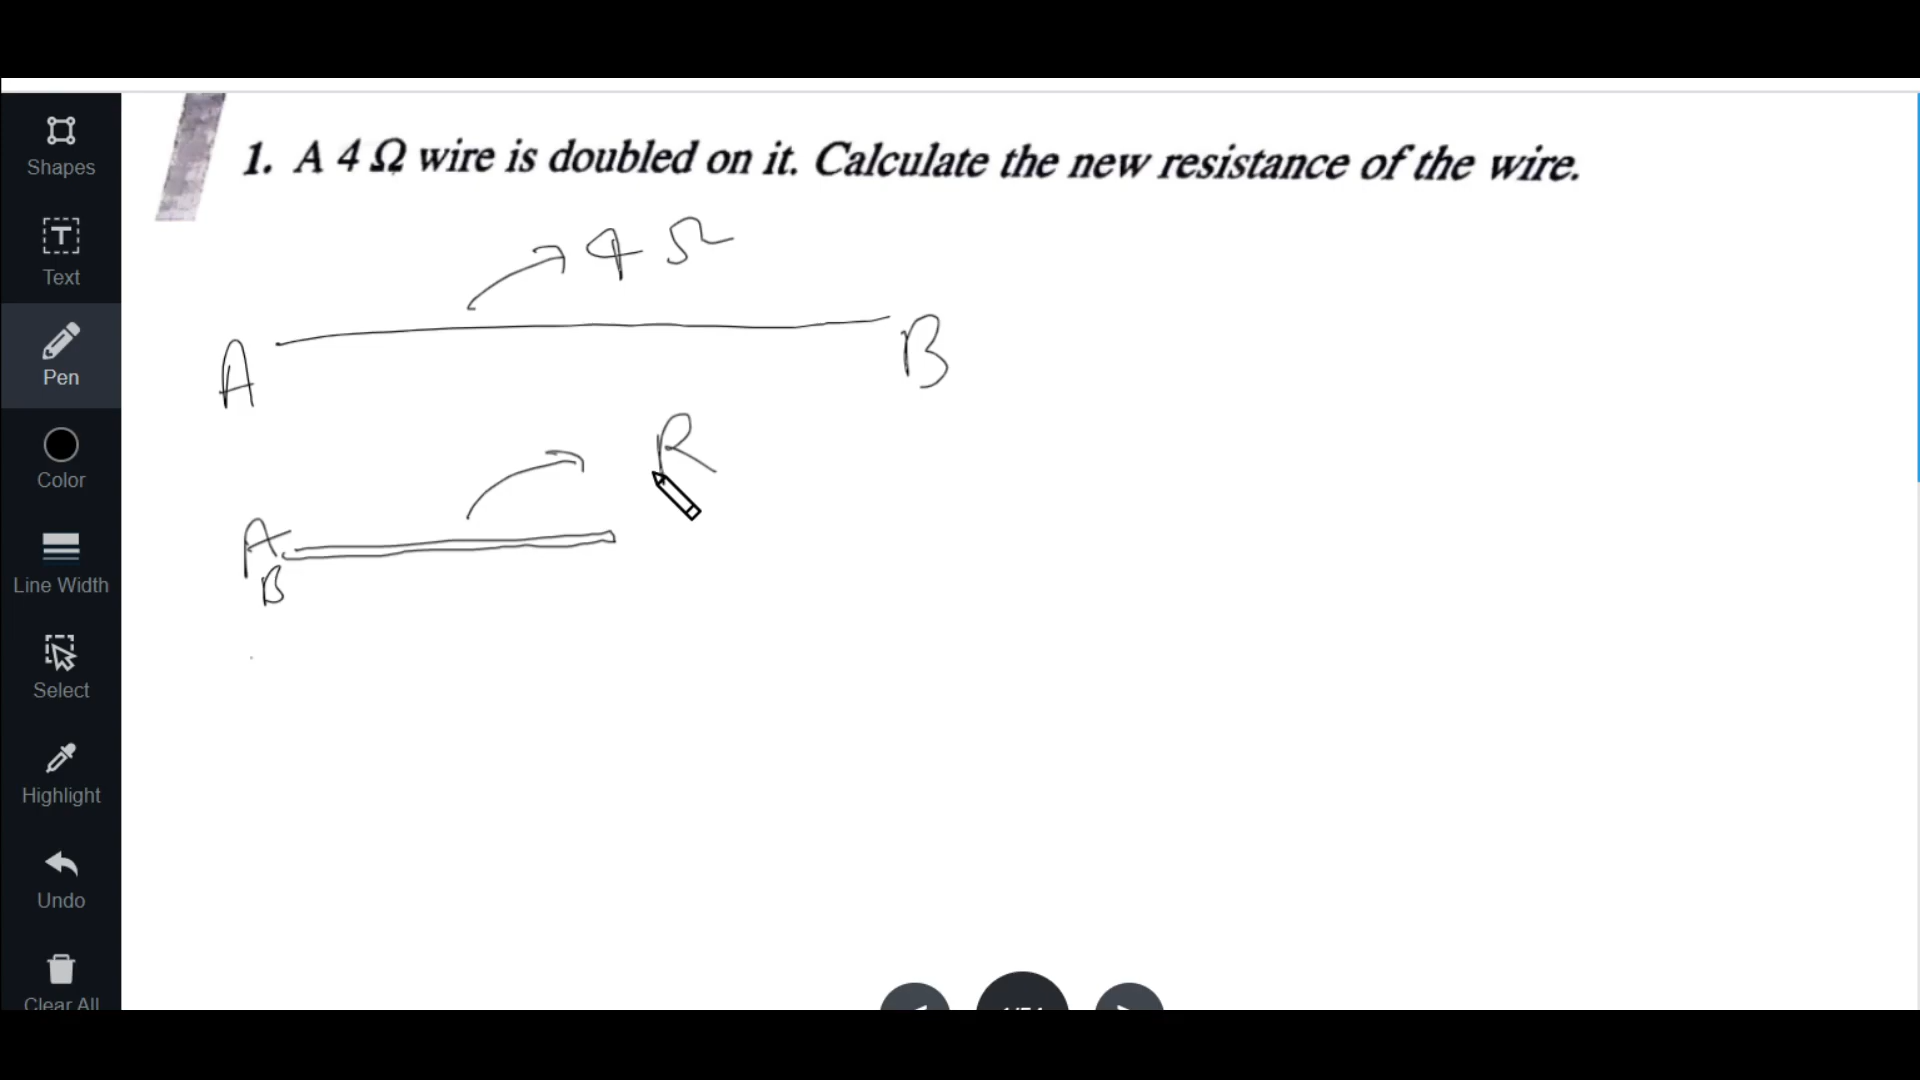 1. A 4 Ω wire is doubled on it. Calculate the new resistance of the wire.
4 Ω
A B
R
A
B
Shapes
Text
Pen
Color
Line Width
Select
Highlight
Undo
Clear All